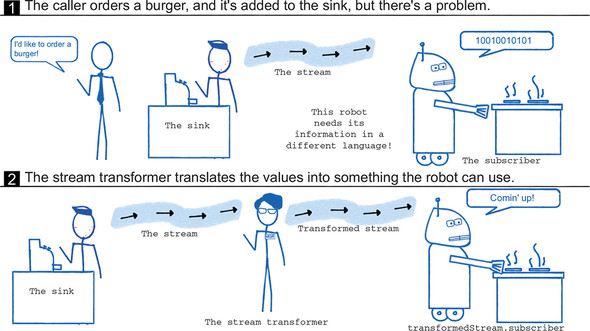 1 The caller orders a burger, and it's added to the sink, but there's a problem.
I'd like to order a
burger!
The sink
The stream
This robot
needs its
information in a
different language!
10010010101
The subscriber
2 The stream transformer translates the values into something the robot can use.
The sink
The stream
The stream transformer
Transformed stream
Comin' up!
transformedStream.subscriber